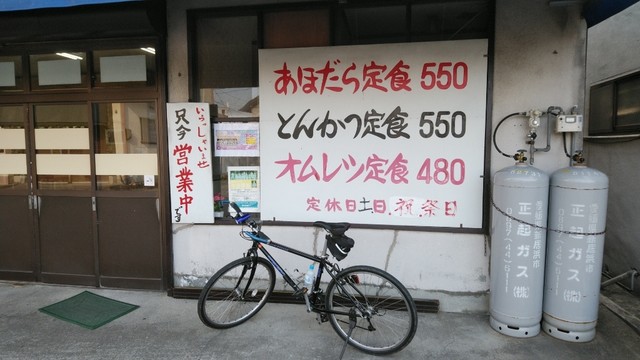 いらっしゃいませ
只今営業中です
あほだら定食 550
とんかつ定食 550
オムレツ定食 480
定休日土.日.祝祭日
正起ガス(株)
正起ガス(株)